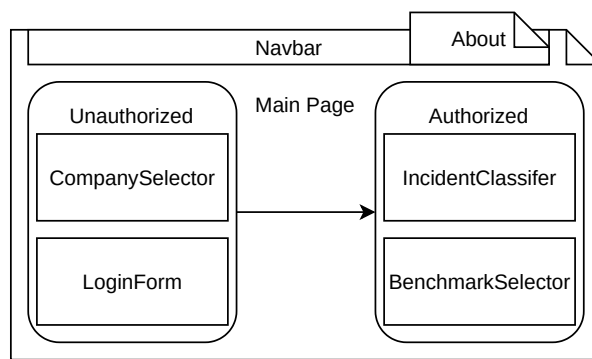 About
Navbar
Main Page
Unauthorized
CompanySelector
LoginForm
Authorized
IncidentClassifer
BenchmarkSelector